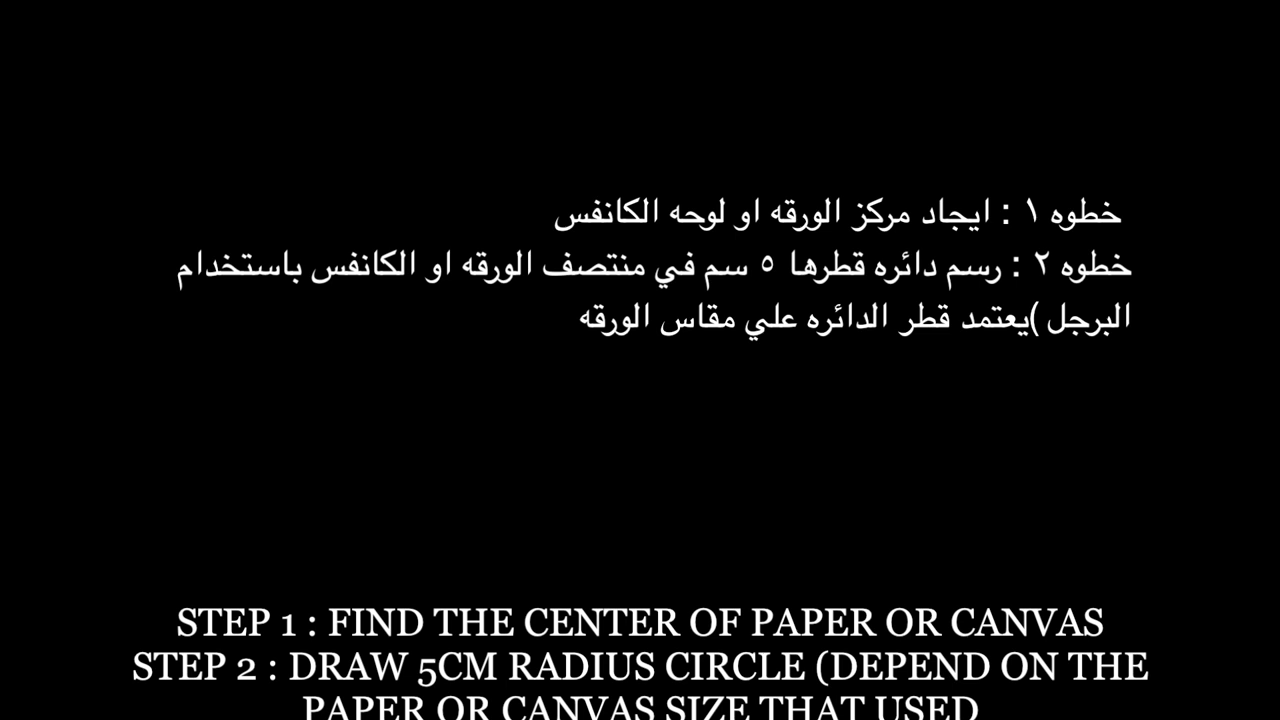 خطوه ١ : ايجاد مركز الورقه او لوحه الكانفس
خطوه ٢ : رسم دائره قطرها ٥ سم في منتصف الورقه او الكانفس باستخدام
البرجل )يعتمد قطر الدائره علي مقاس الورقه
STEP 1 : FIND THE CENTER OF PAPER OR CANVAS
STEP 2 : DRAW 5CM RADIUS CIRCLE (DEPEND ON THE
PAPER OR CANVAS SIZE THAT USED